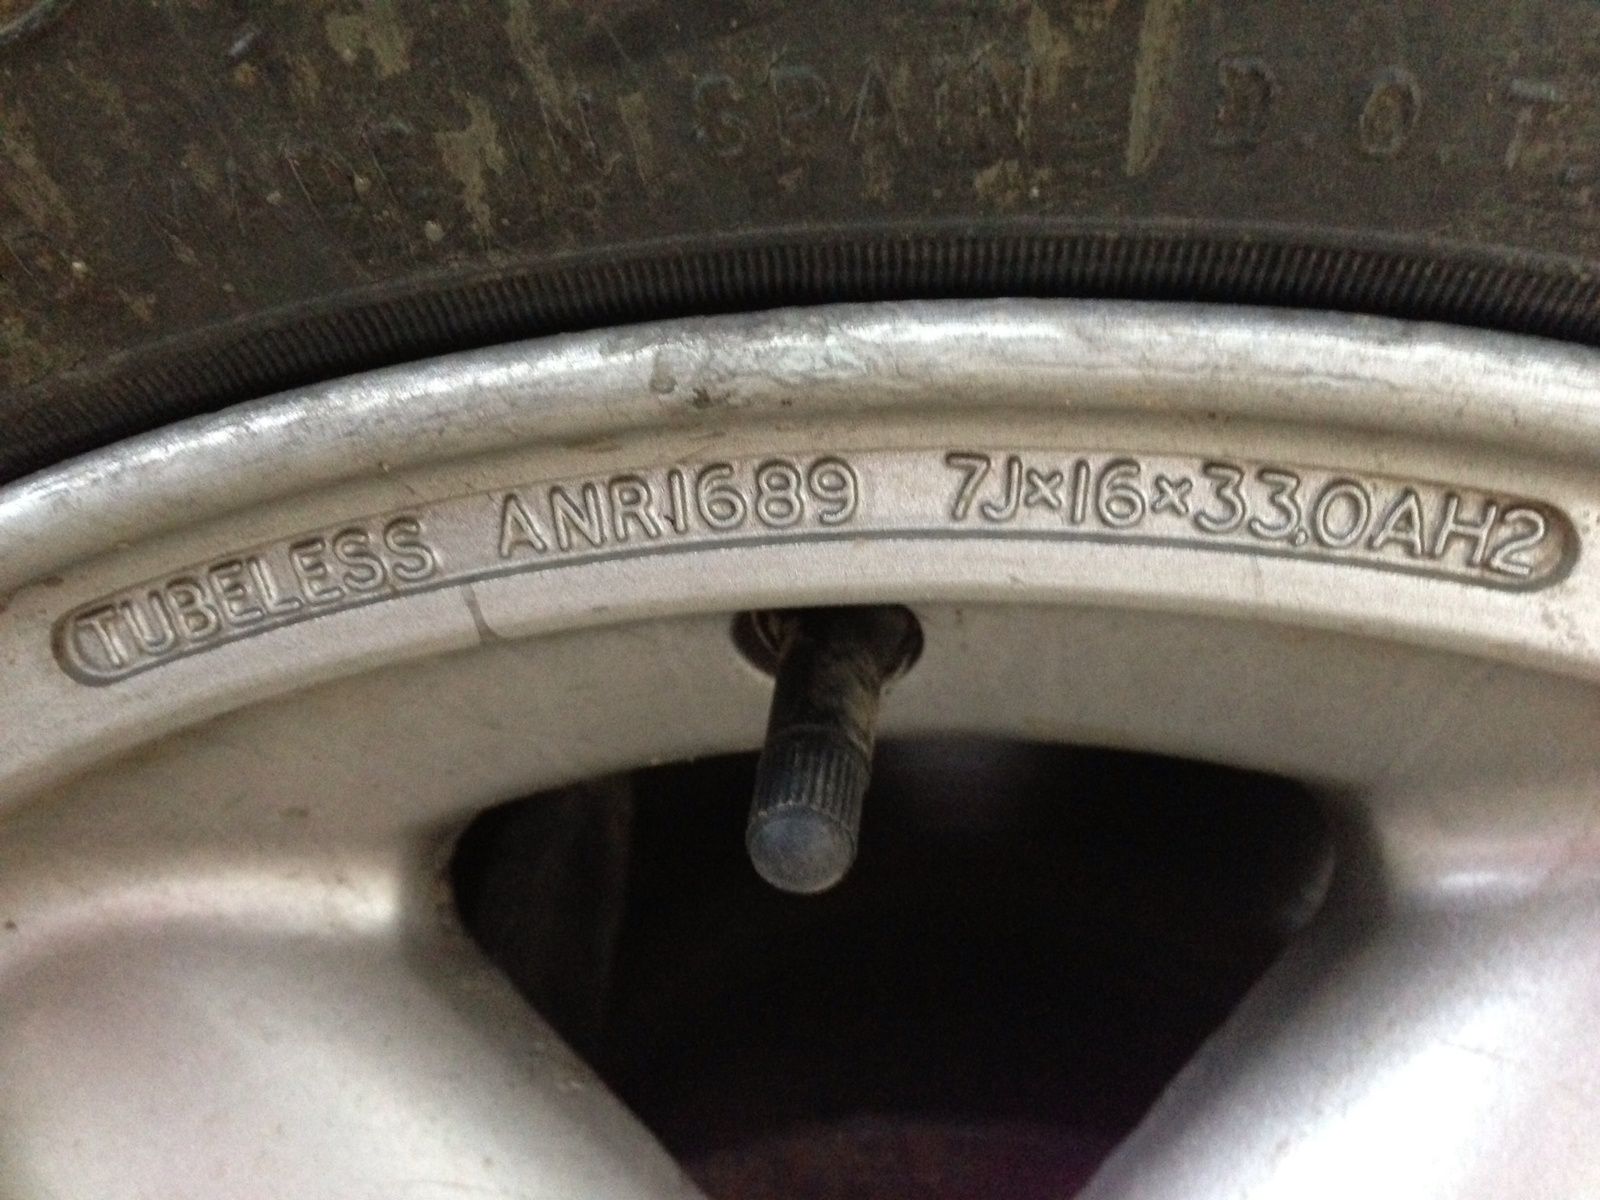 SPAIN D.O.T
TUBELESS ANR1689 7J×16×33.0AH2